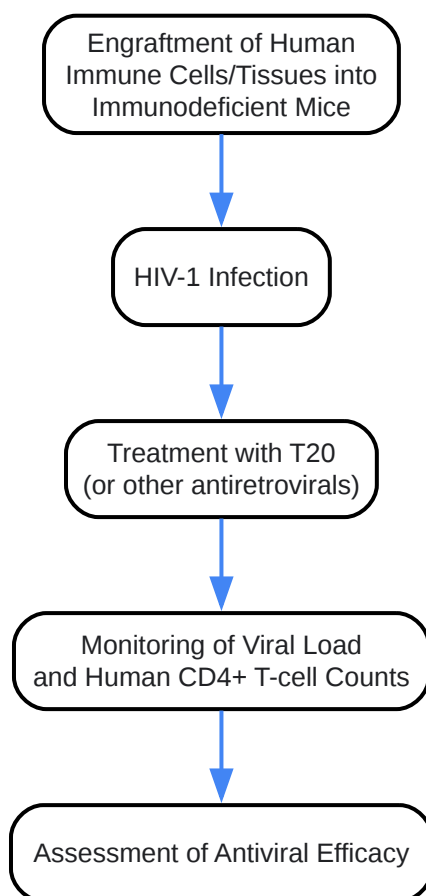 Engraftment of Human
Immune Cells/Tissues into
Immunodeficient Mice
HIV-1 Infection
Treatment with T20
(or other antiretrovirals)
Monitoring of Viral Load
and Human CD4+ T-cell Counts
Assessment of Antiviral Efficacy